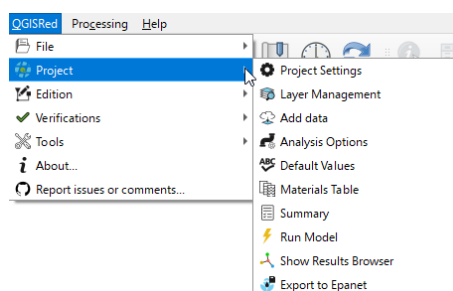 QGISRed Processing Help
File
Project
Edition
Verifications
Tools
About...
Report issues or comments...
Project Settings
Layer Management
Add data
Analysis Options
ABC Default Values
Materials Table
Summary
Run Model
Show Results Browser
Export to Epanet